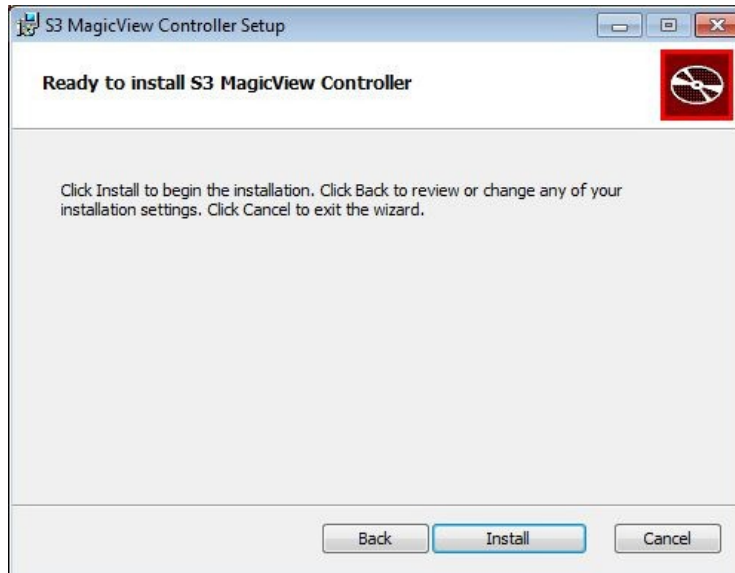 S3 MagicView Controller Setup
Ready to install S3 MagicView Controller
Click Install to begin the installation. Click Back to review or change any of your
installation settings. Click Cancel to exit the wizard.
Back Install Cancel